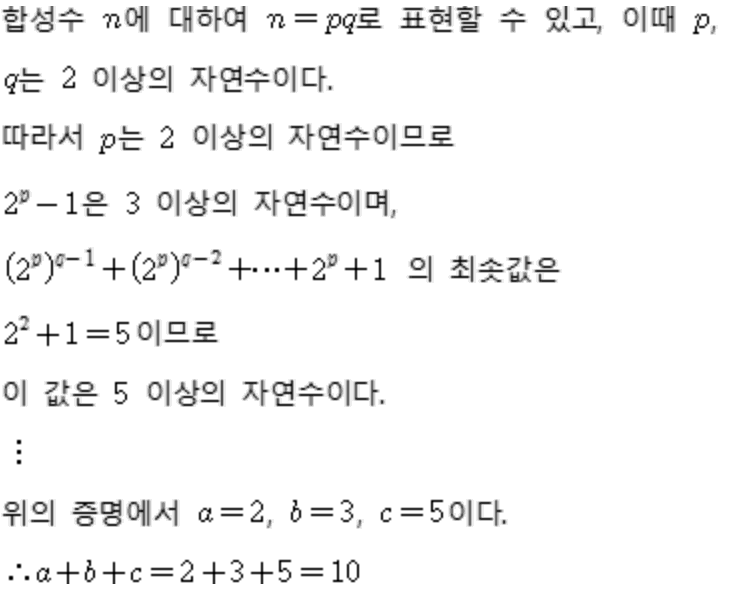 합성수 n에 대하여 n=pq로 표현할 수 있고, 이때 p,
q는 2 이상의 자연수이다.
따라서 p는 2 이상의 자연수이므로
2^p−1은 3 이상의 자연수이며,
(2^p)^{q−1}+(2^p)^{q−2}+⋯+2^p+1 의 최솟값은
2^2+1=5이므로
이 값은 5 이상의 자연수이다.
⋮
위의 증명에서 a=2, b=3, c=5이다.
∴a+b+c=2+3+5=10